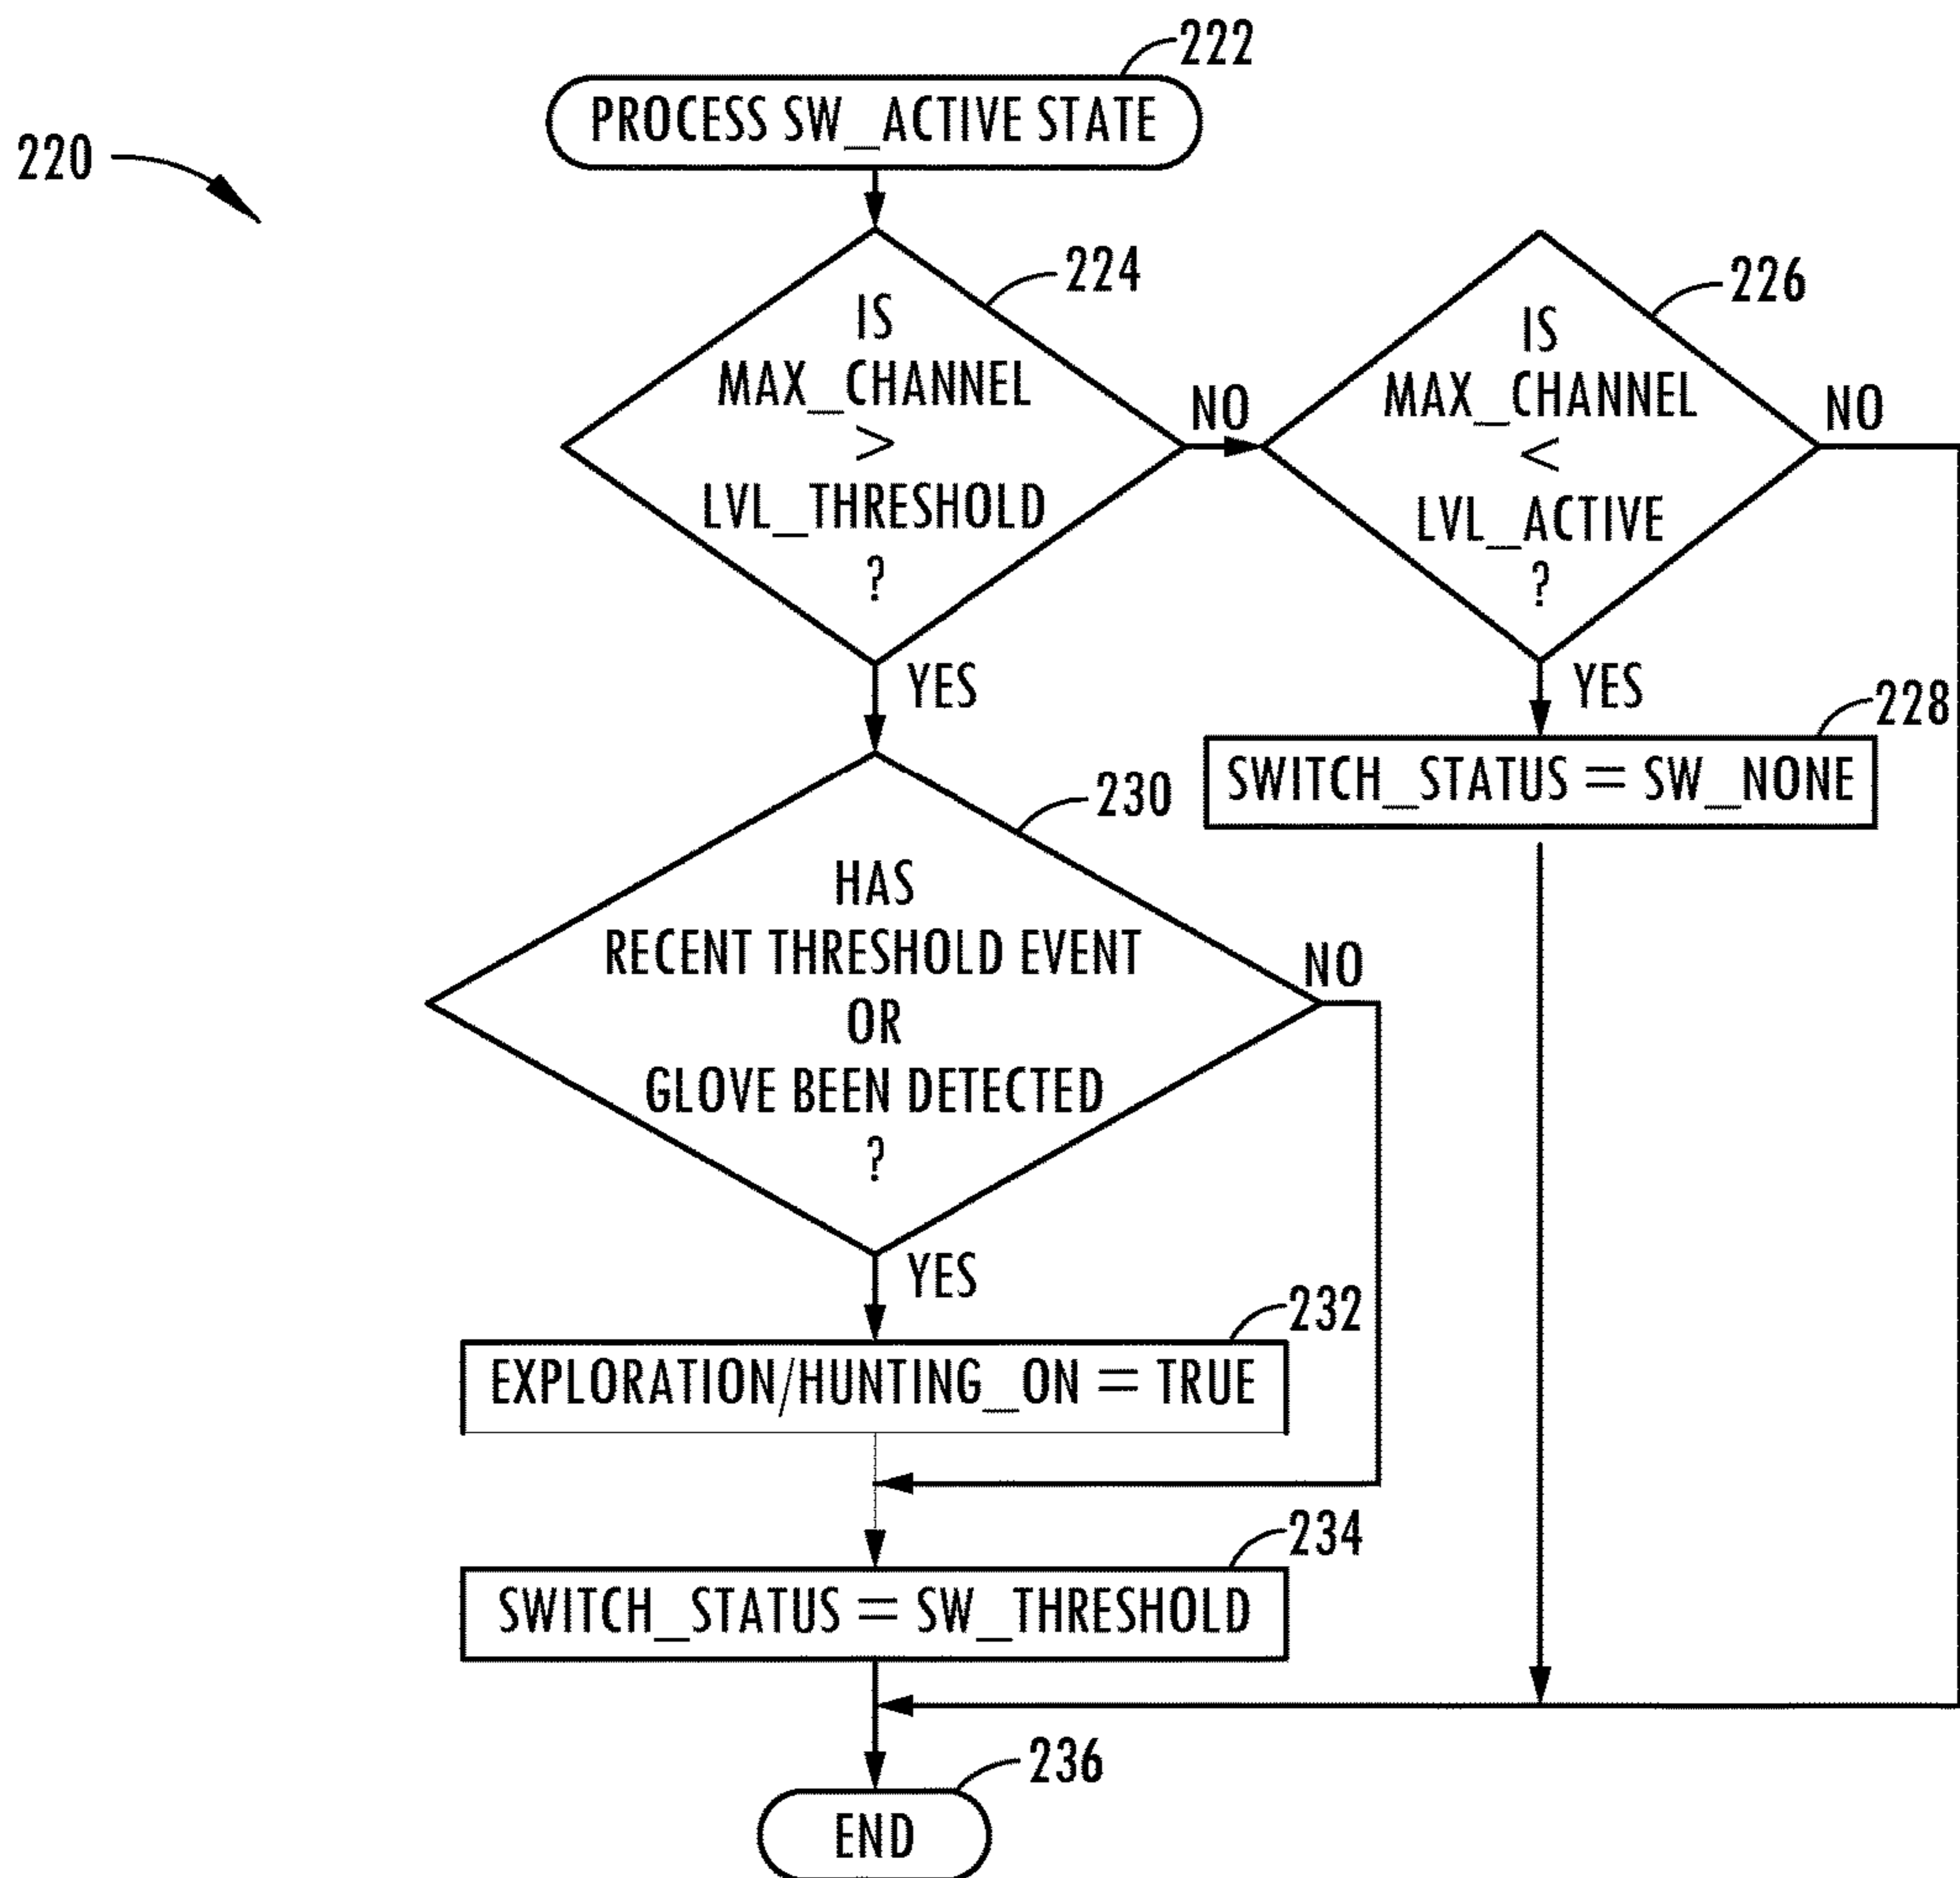 222
PROCESS SW_ACTIVE STATE
220
224
IS
MAX_CHANNEL
>
LVL_THRESHOLD
?
NO
YES
226
IS
MAX_CHANNEL
<
LVL_ACTIVE
?
NO
YES
228
SWITCH_STATUS = SW_NONE
230
HAS
RECENT THRESHOLD EVENT
OR
GLOVE BEEN DETECTED
?
NO
YES
232
EXPLORATION/HUNTING_ON = TRUE
234
SWITCH_STATUS = SW_THRESHOLD
236
END